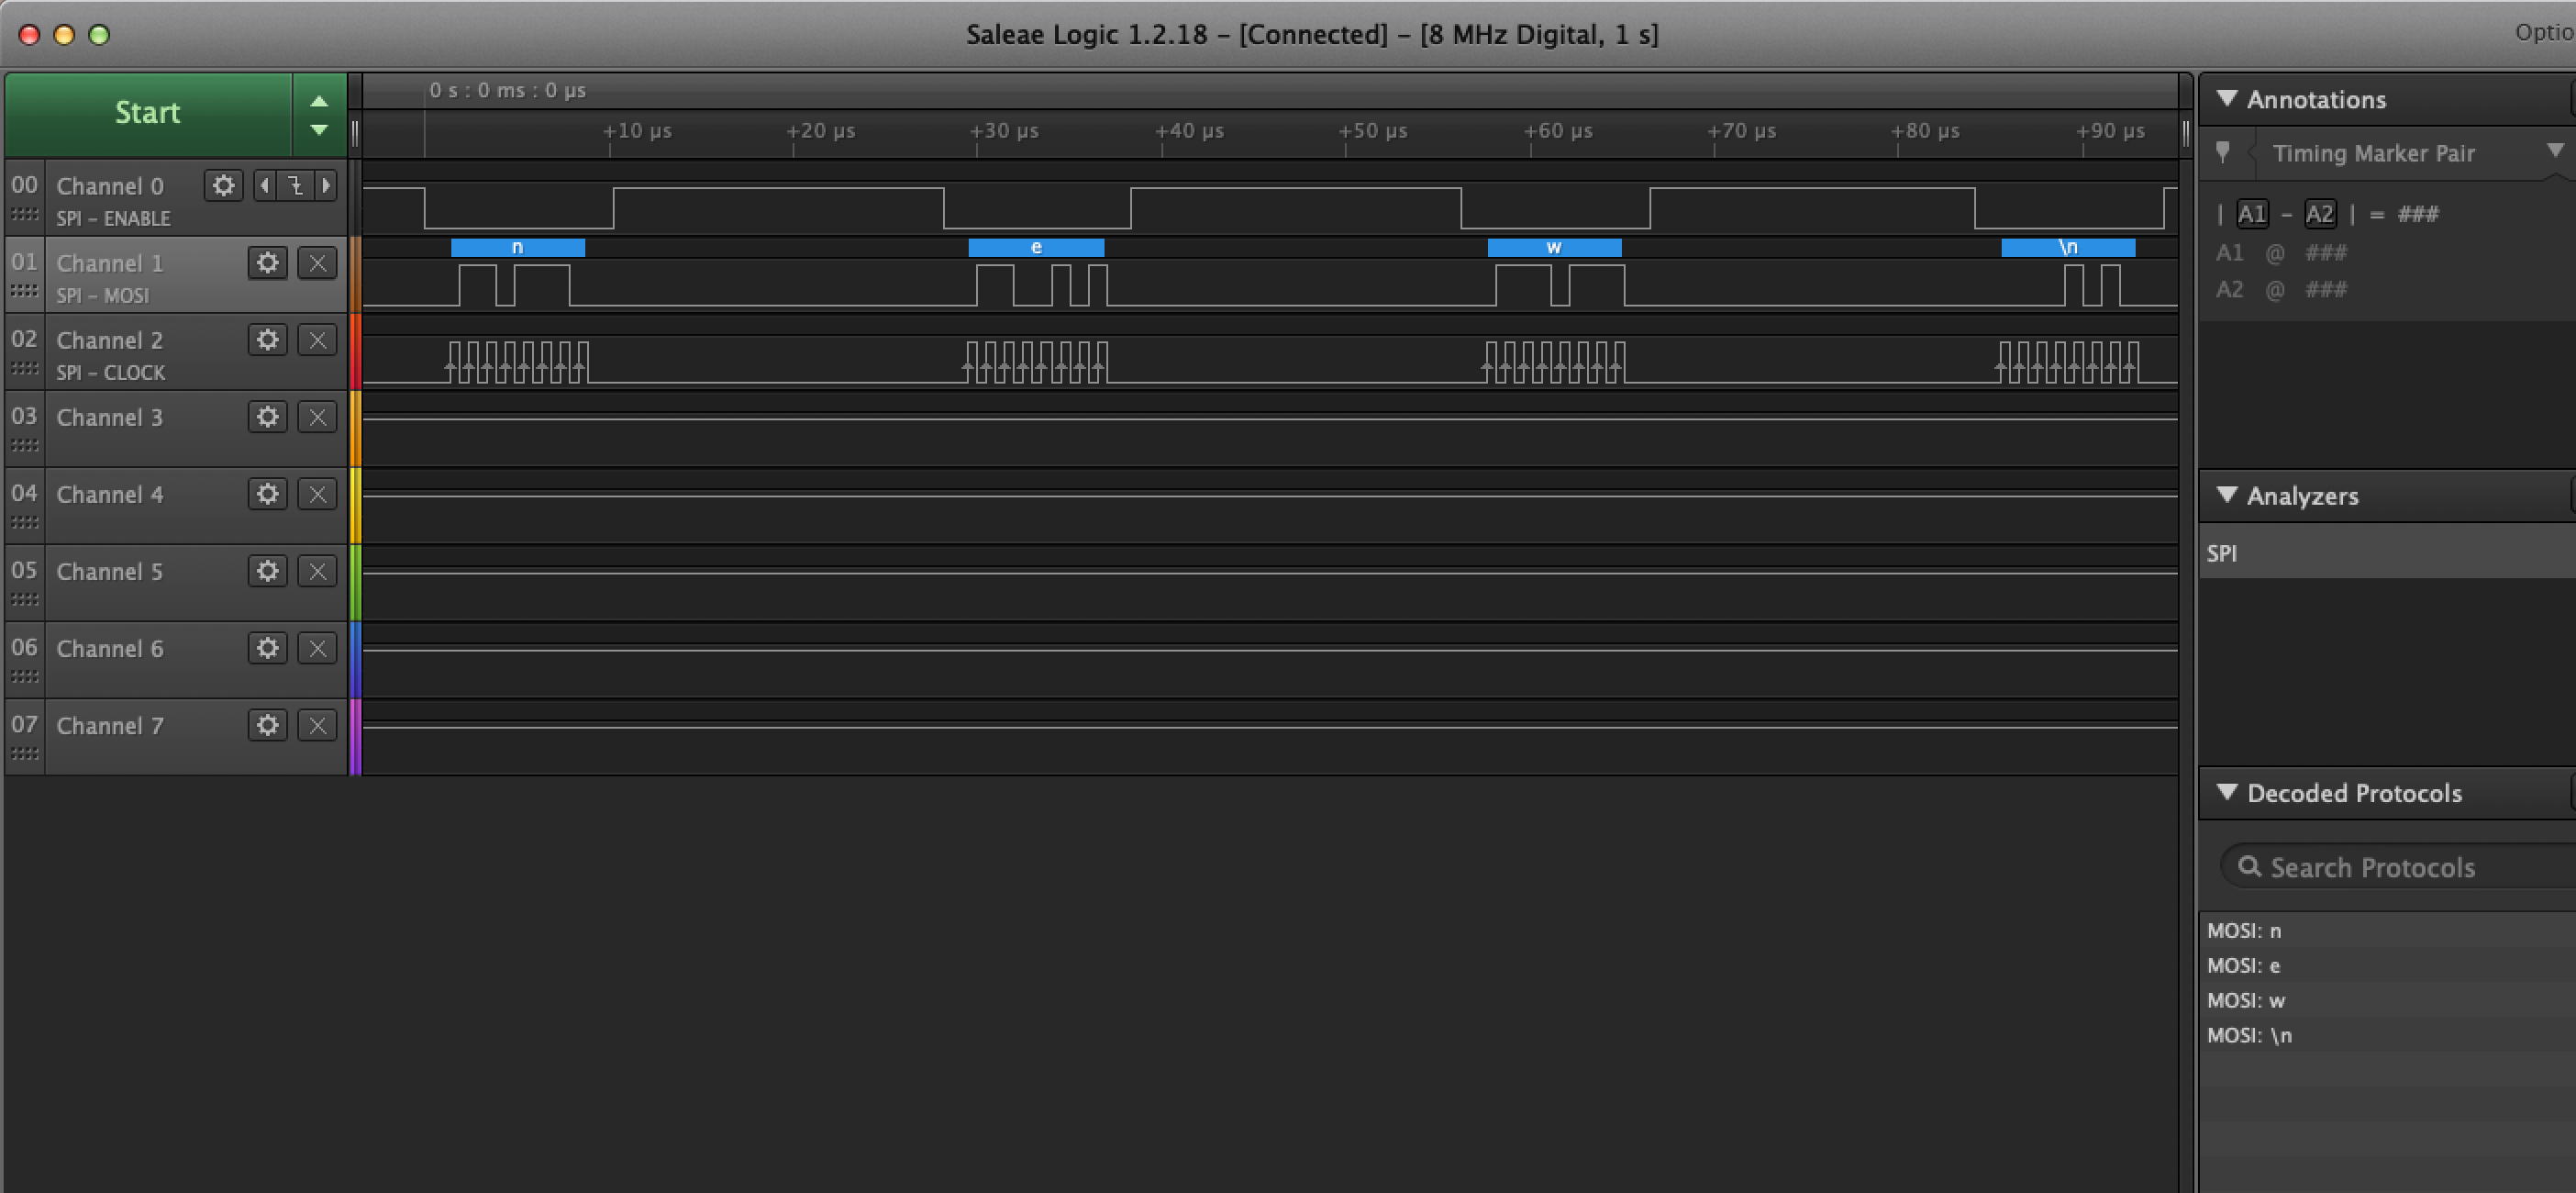 Saleae Logic 1.2.18 – [Connected] – [8 MHz Digital, 1 s]
Start
0 s : 0 ms : 0 µs
+10 µs +20 µs +30 µs +40 µs +50 µs +60 µs +70 µs +80 µs +90 µs
00 Channel 0
SPI – ENABLE
n e w \n
01 Channel 1
SPI – MOSI
02 Channel 2
SPI – CLOCK
03 Channel 3
04 Channel 4
05 Channel 5
06 Channel 6
07 Channel 7
Annotations
Timing Marker Pair
| A1 – A2 | = ###
A1 @ ###
A2 @ ###
Analyzers
SPI
Decoded Protocols
Search Protocols
MOSI: n
MOSI: e
MOSI: w
MOSI: \n